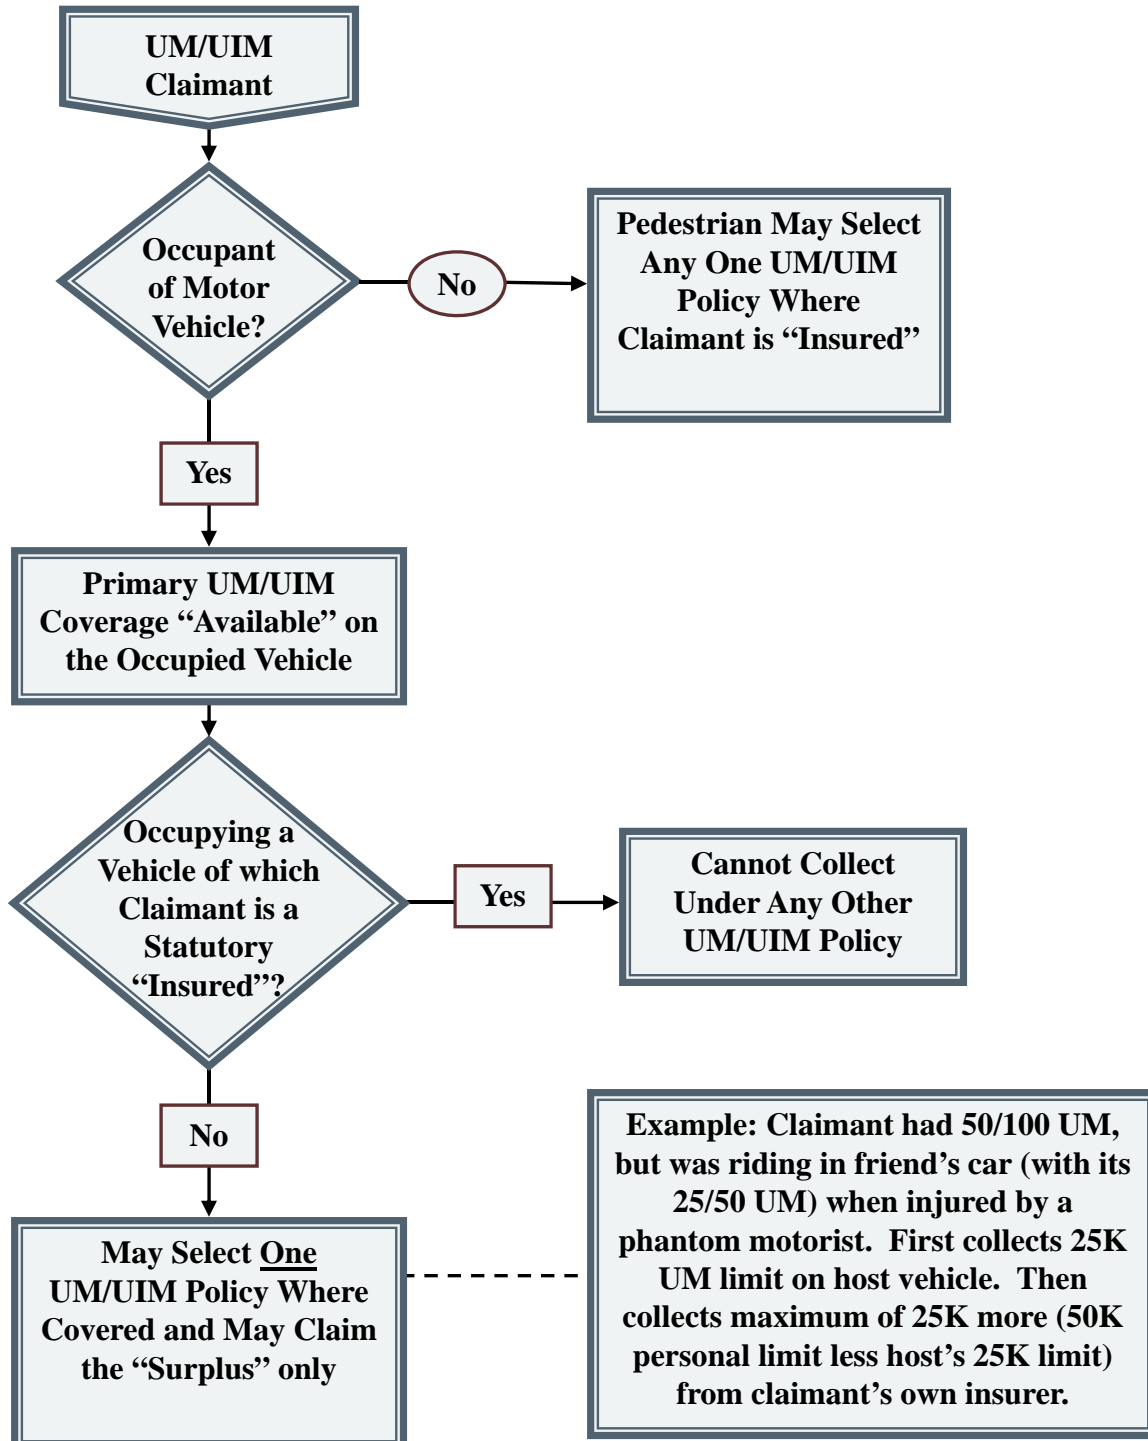 UM/UIM
Claimant
Occupant
of Motor
Vehicle?
No
Pedestrian May Select
Any One UM/UIM
Policy Where
Claimant is “Insured”
Yes
Primary UM/UIM
Coverage “Available” on
the Occupied Vehicle
Occupying a
Vehicle of which
Claimant is a
Statutory
“Insured”?
Yes
Cannot Collect
Under Any Other
UM/UIM Policy
No
May Select One
UM/UIM Policy Where
Covered and May Claim
the “Surplus” only
Example: Claimant had 50/100 UM,
but was riding in friend’s car (with its
25/50 UM) when injured by a
phantom motorist.  First collects 25K
UM limit on host vehicle.  Then
collects maximum of 25K more (50K
personal limit less host’s 25K limit)
from claimant’s own insurer.